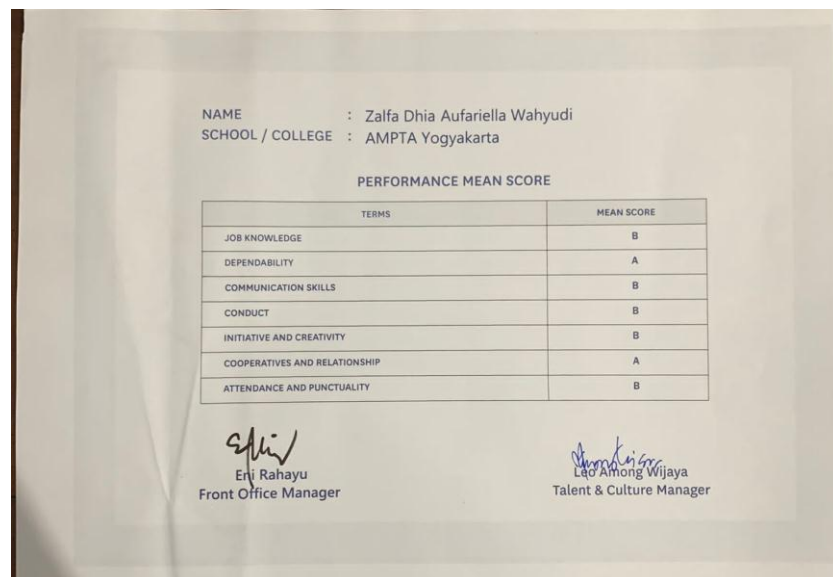 NAME : Zalfa Dhia Aufariella Wahyudi
SCHOOL / COLLEGE : AMPTA Yogyakarta
PERFORMANCE MEAN SCORE
TERMS MEAN SCORE
JOB KNOWLEDGE B
DEPENDABILITY A
COMMUNICATION SKILLS B
CONDUCT B
INITIATIVE AND CREATIVITY B
COOPERATIVES AND RELATIONSHIP A
ATTENDANCE AND PUNCTUALITY B
Eni Rahayu Leo Among Wijaya
Front Office Manager Talent & Culture Manager